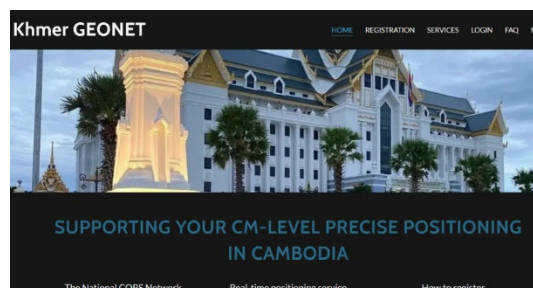 Khmer GEONET
HOME REGISTRATION SERVICES LOGIN FAQ
SUPPORTING YOUR CM-LEVEL PRECISE POSITIONING
IN CAMBODIA
The National CORS Network Real-time positioning service How to register